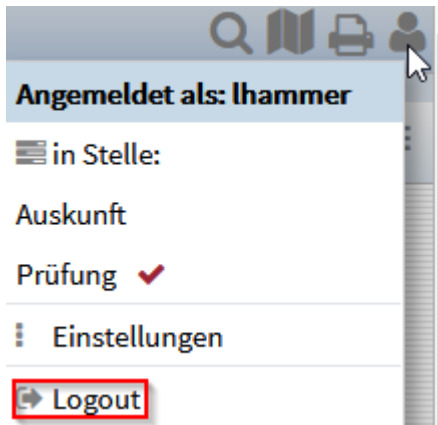 Angemeldet als: lhammer
in Stelle:
Auskunft
Prüfung
Einstellungen
Logout